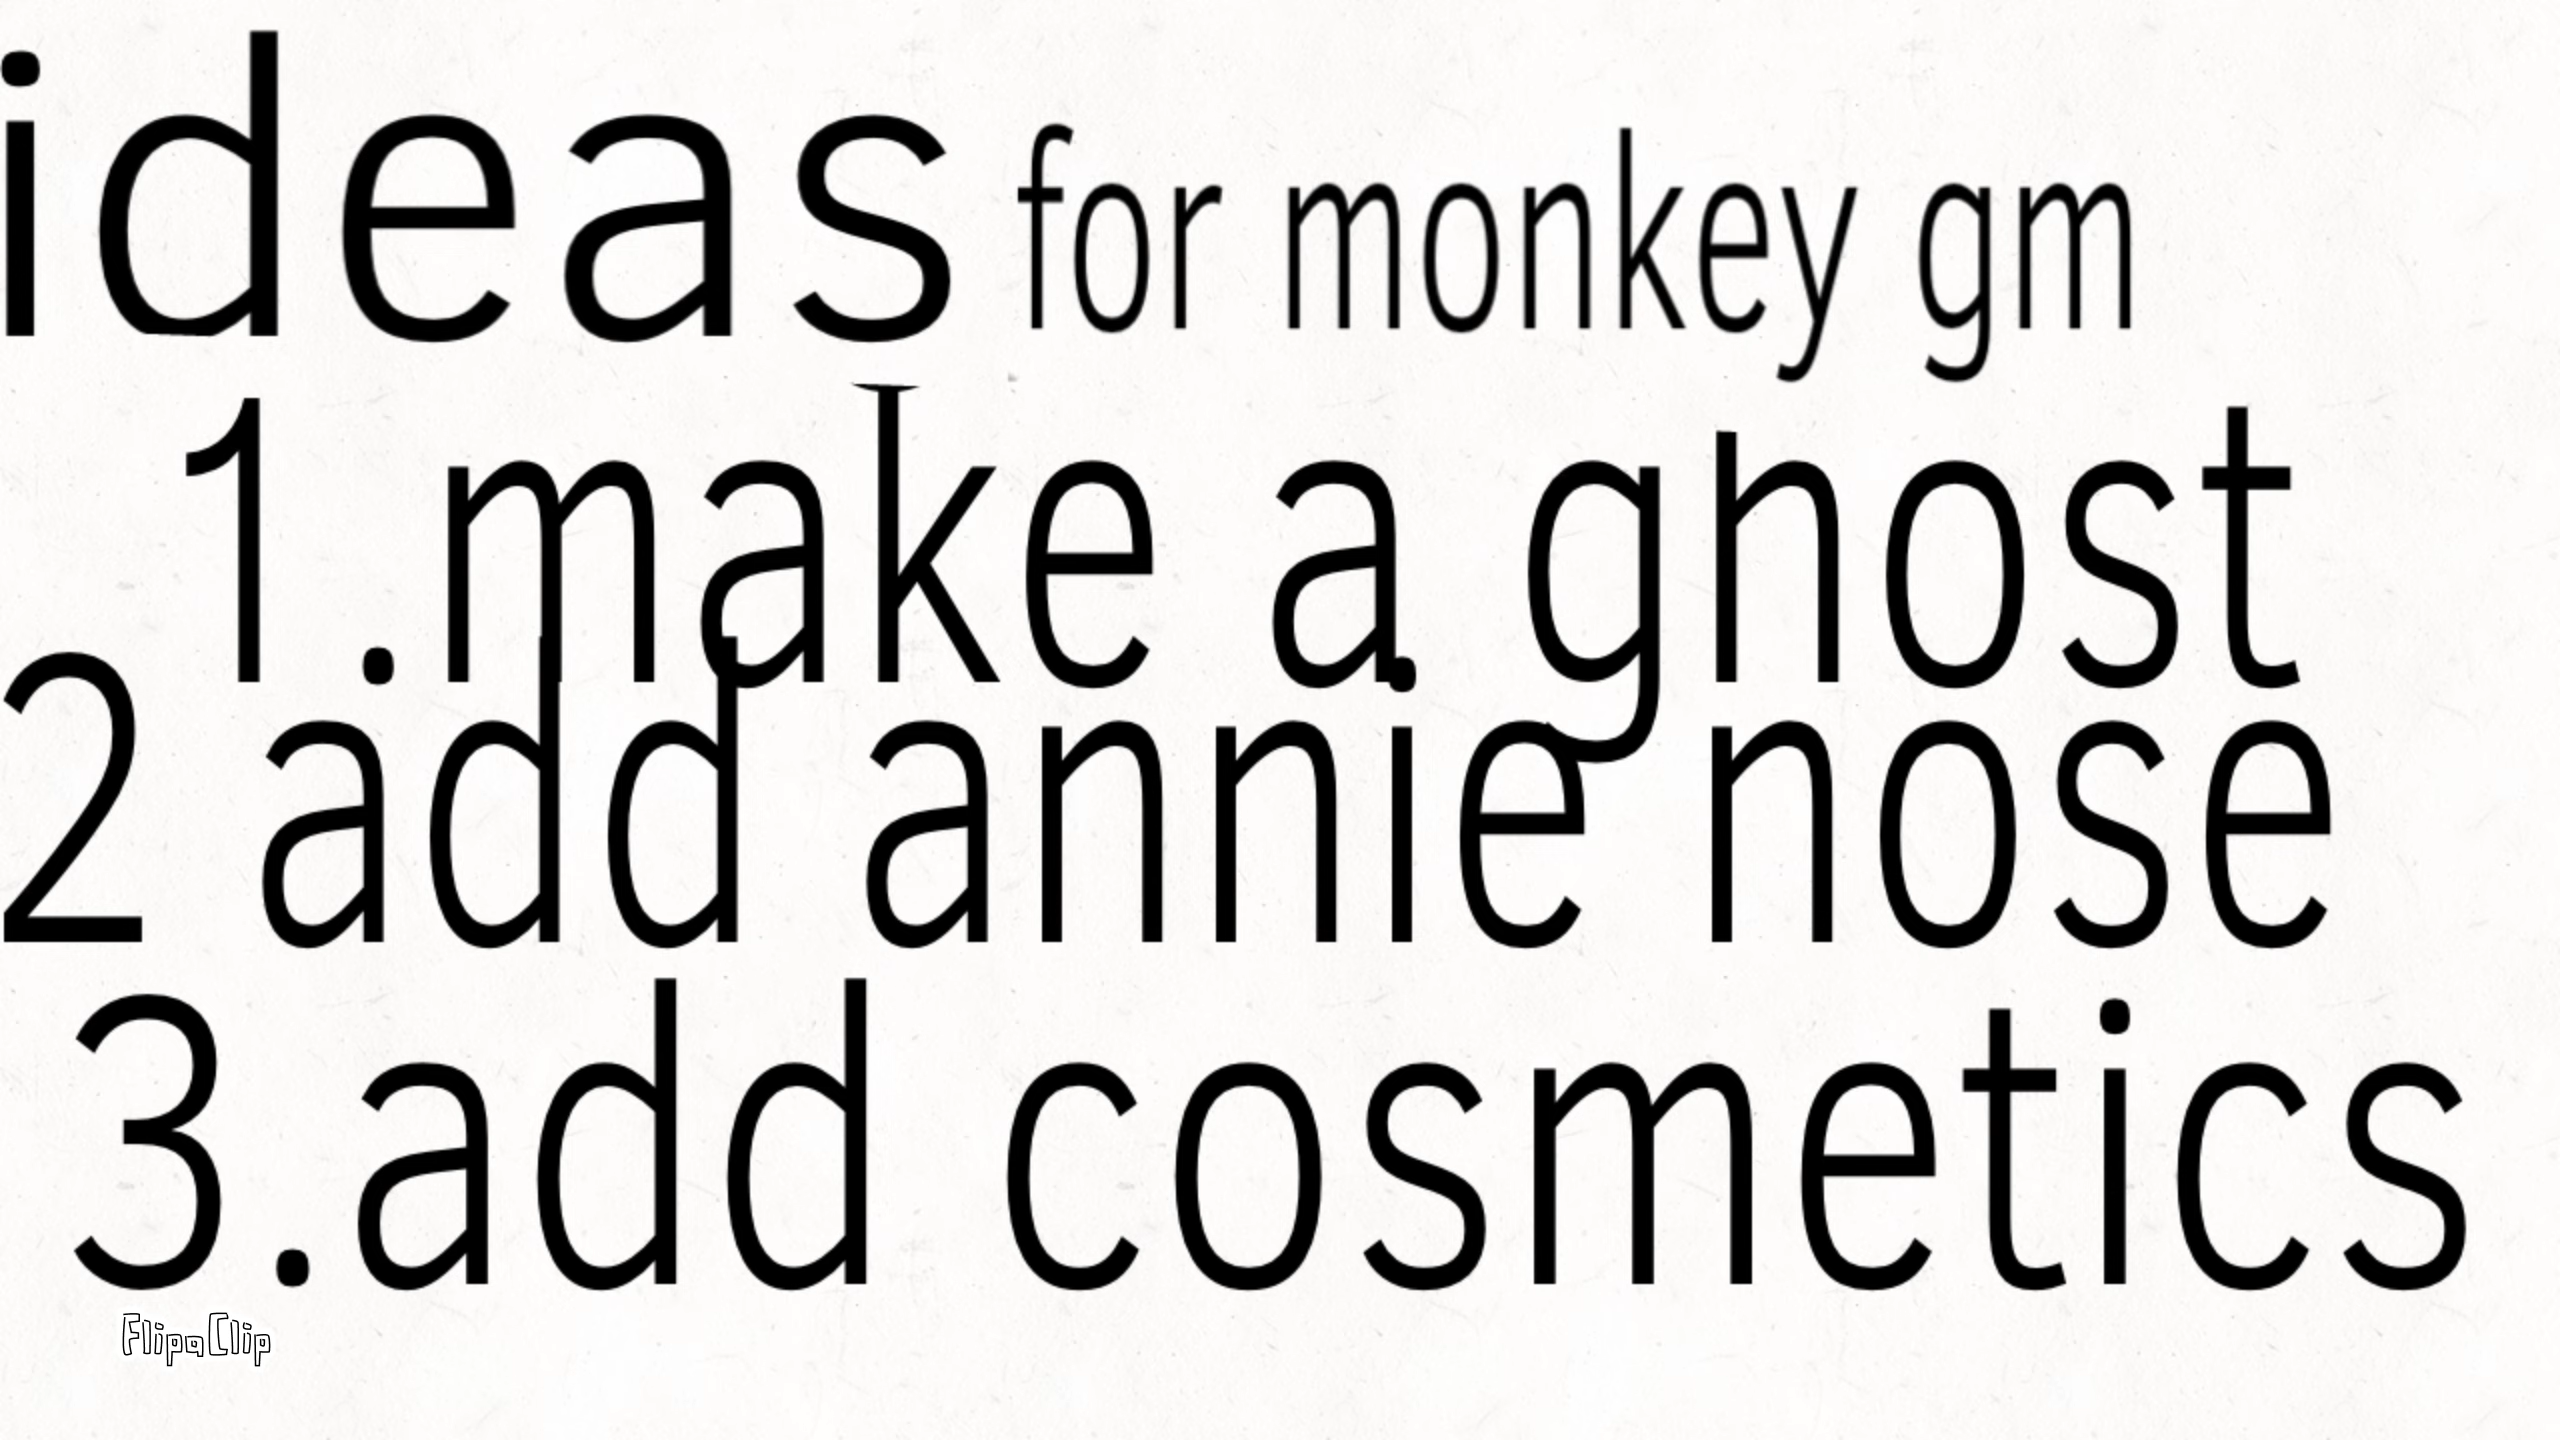 ideas for monkey gm
1.make a ghost
2 add annie nose
3.add cosmetics
FlipaClip